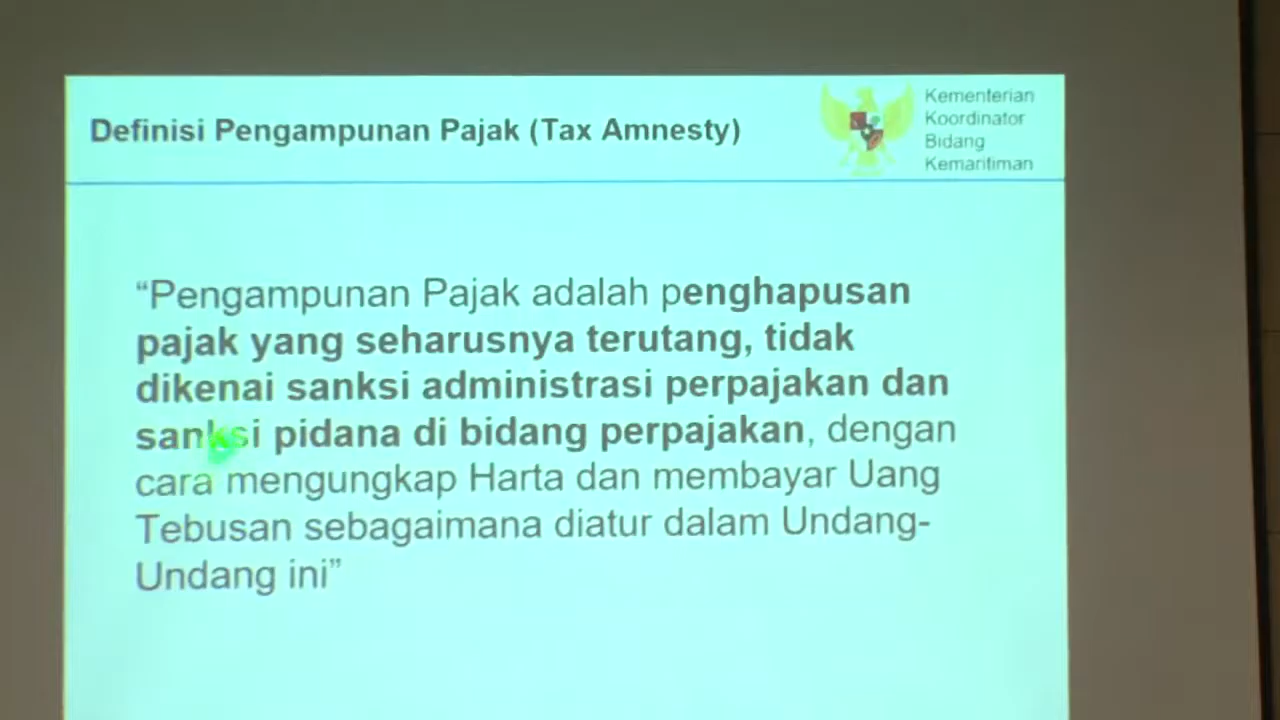 Definisi Pengampunan Pajak (Tax Amnesty)
Kementerian
Koordinator
Bidang
Kemaritiman
“Pengampunan Pajak adalah penghapusan
pajak yang seharusnya terutang, tidak
dikenai sanksi administrasi perpajakan dan
sanksi pidana di bidang perpajakan, dengan
cara mengungkap Harta dan membayar Uang
Tebusan sebagaimana diatur dalam Undang-
Undang ini”